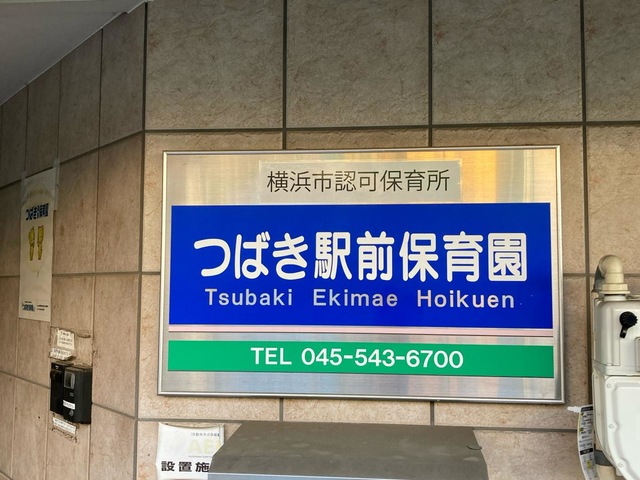 横浜市認可保育所
つばき駅前保育園
Tsubaki Ekimae Hoikuen
TEL 045-543-6700
設置施